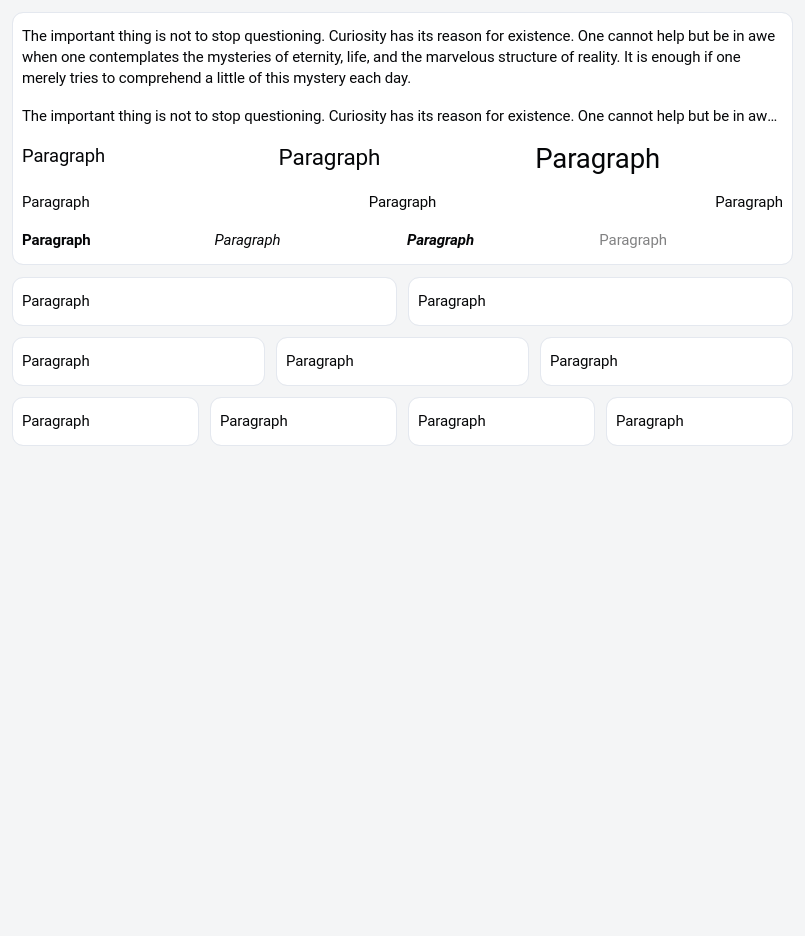 The important thing is not to stop questioning. Curiosity has its reason for existence. One cannot help but be in awe
when one contemplates the mysteries of eternity, life, and the marvelous structure of reality. It is enough if one
merely tries to comprehend a little of this mystery each day.
The important thing is not to stop questioning. Curiosity has its reason for existence. One cannot help but be in aw…
Paragraph Paragraph Paragraph
Paragraph Paragraph Paragraph
Paragraph Paragraph Paragraph Paragraph
Paragraph Paragraph
Paragraph Paragraph Paragraph
Paragraph Paragraph Paragraph Paragraph